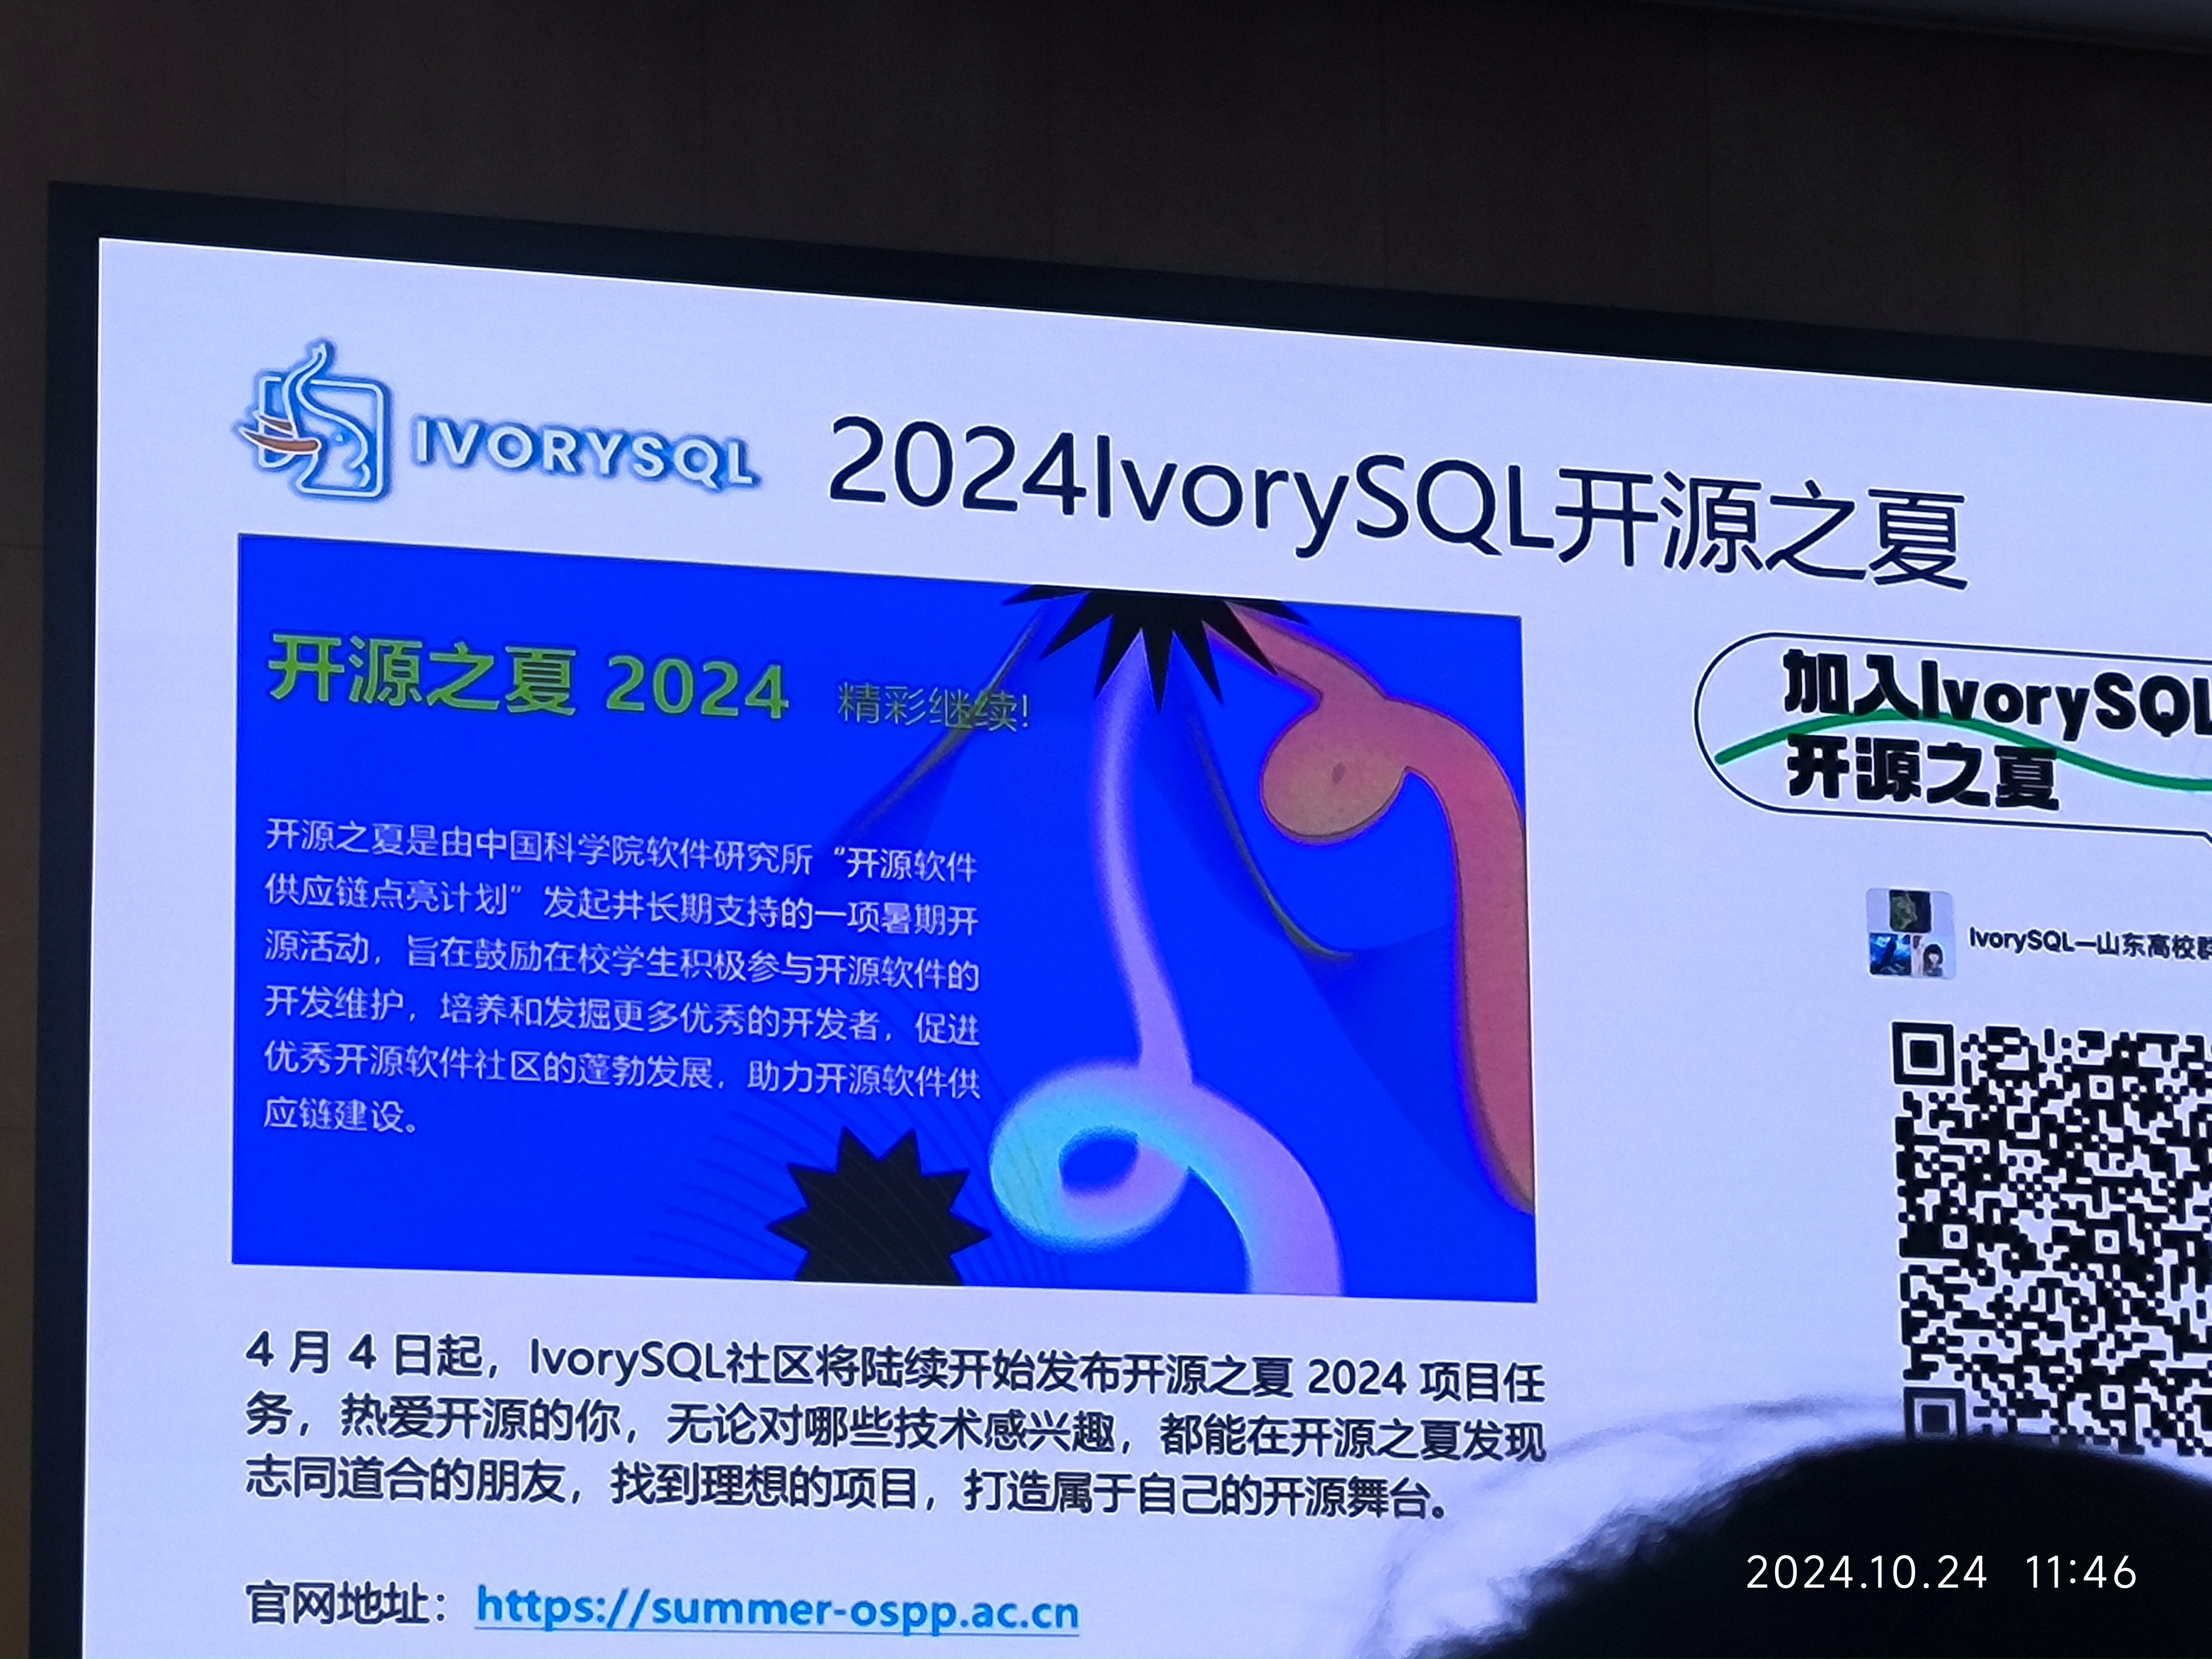 IVORYSQL
2024IvorySQL开源之夏
开源之夏 2024 精彩继续!
开源之夏是由中国科学院软件研究所“开源软件
供应链点亮计划”发起并长期支持的一项暑期开
源活动，旨在鼓励在校学生积极参与开源软件的
开发维护，培养和发掘更多优秀的开发者，促进
优秀开源软件社区的蓬勃发展，助力开源软件供
应链建设。
4 月 4 日起，IvorySQL社区将陆续开始发布开源之夏 2024 项目任
务，热爱开源的你，无论对哪些技术感兴趣，都能在开源之夏发现
志同道合的朋友，找到理想的项目，打造属于自己的开源舞台。
官网地址：https://summer-ospp.ac.cn
加入IvorySQL
开源之夏
IvorySQL—山东高校群
2024.10.24 11:46